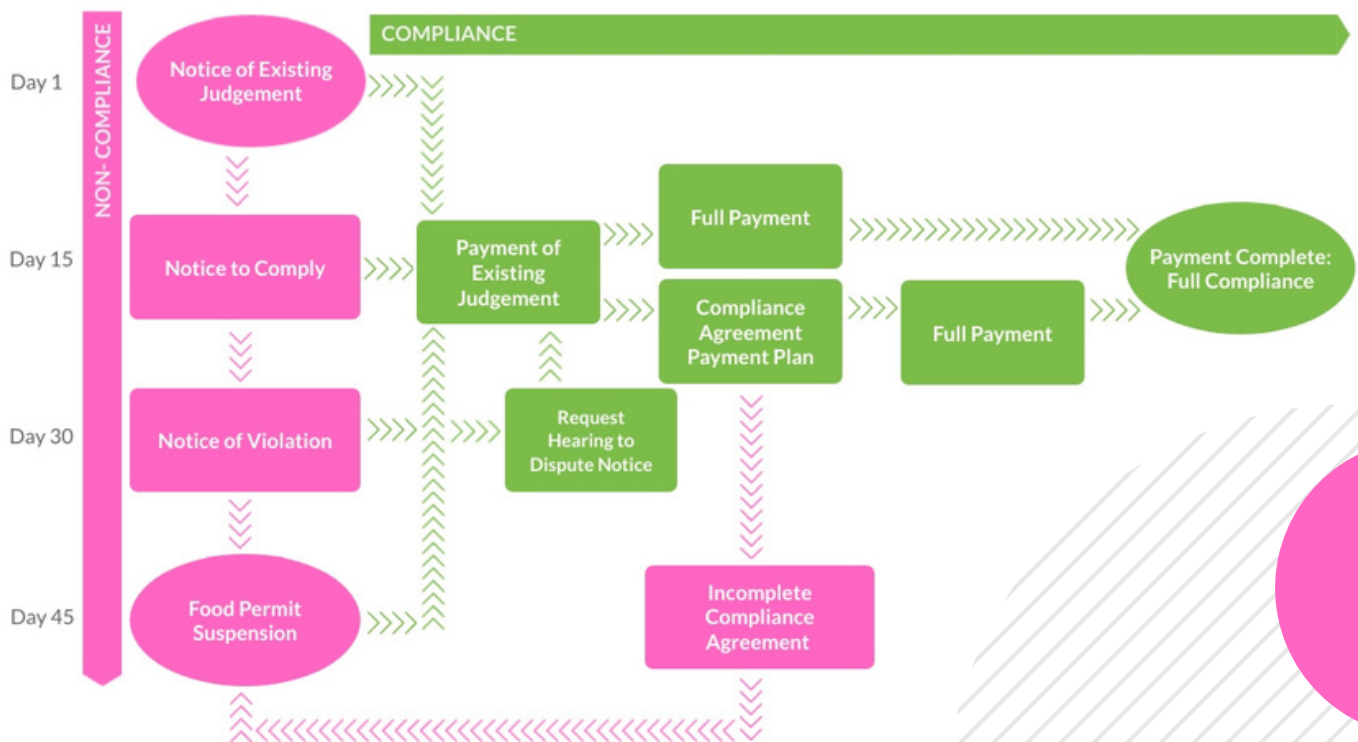 COMPLIANCE
NON- COMPLIANCE
Day 1
Notice of Existing
Judgement
Day 15
Notice to Comply
Payment of
Existing
Judgement
Full Payment
Compliance
Agreement
Payment Plan
Full Payment
Payment Complete:
Full Compliance
Day 30
Notice of Violation
Request
Hearing to
Dispute Notice
Day 45
Food Permit
Suspension
Incomplete
Compliance
Agreement